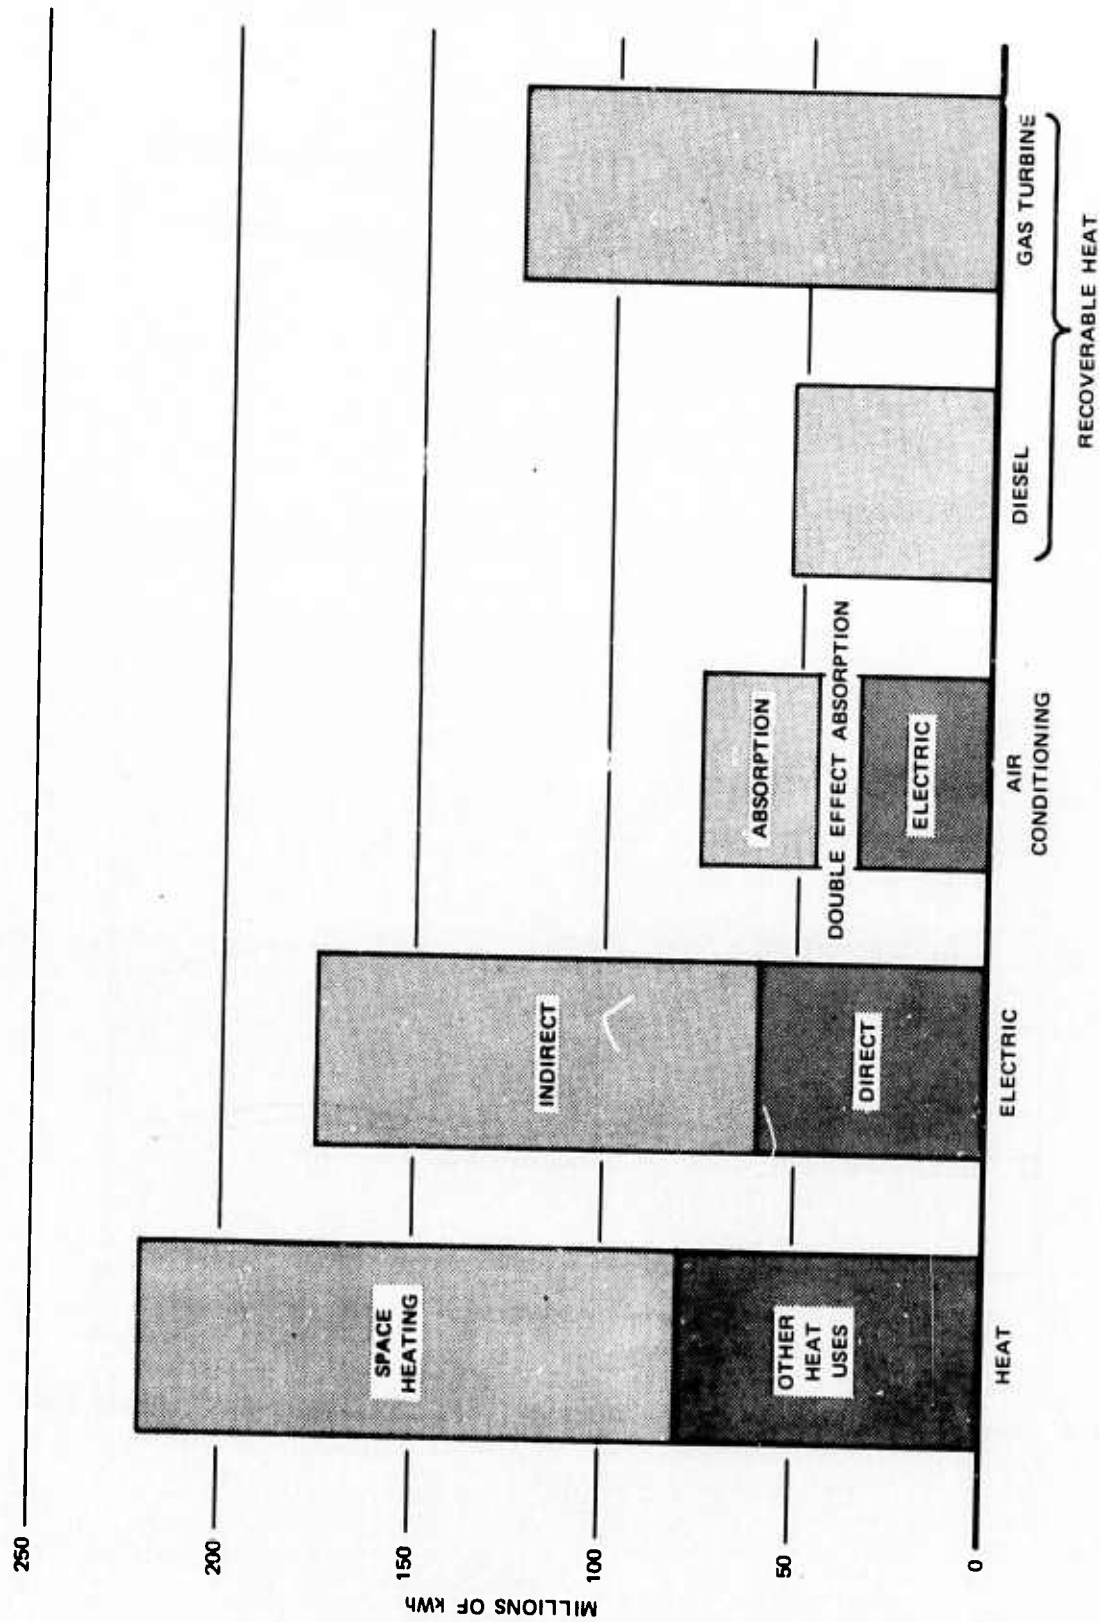 MILLIONS OF kWh
250
200
150
100
50
0
SPACE
HEATING
OTHER
HEAT
USES
HEAT
INDIRECT
DIRECT
ELECTRIC
ABSORPTION
DOUBLE EFFECT ABSORPTION
ELECTRIC
AIR
CONDITIONING
DIESEL
GAS TURBINE
RECOVERABLE HEAT